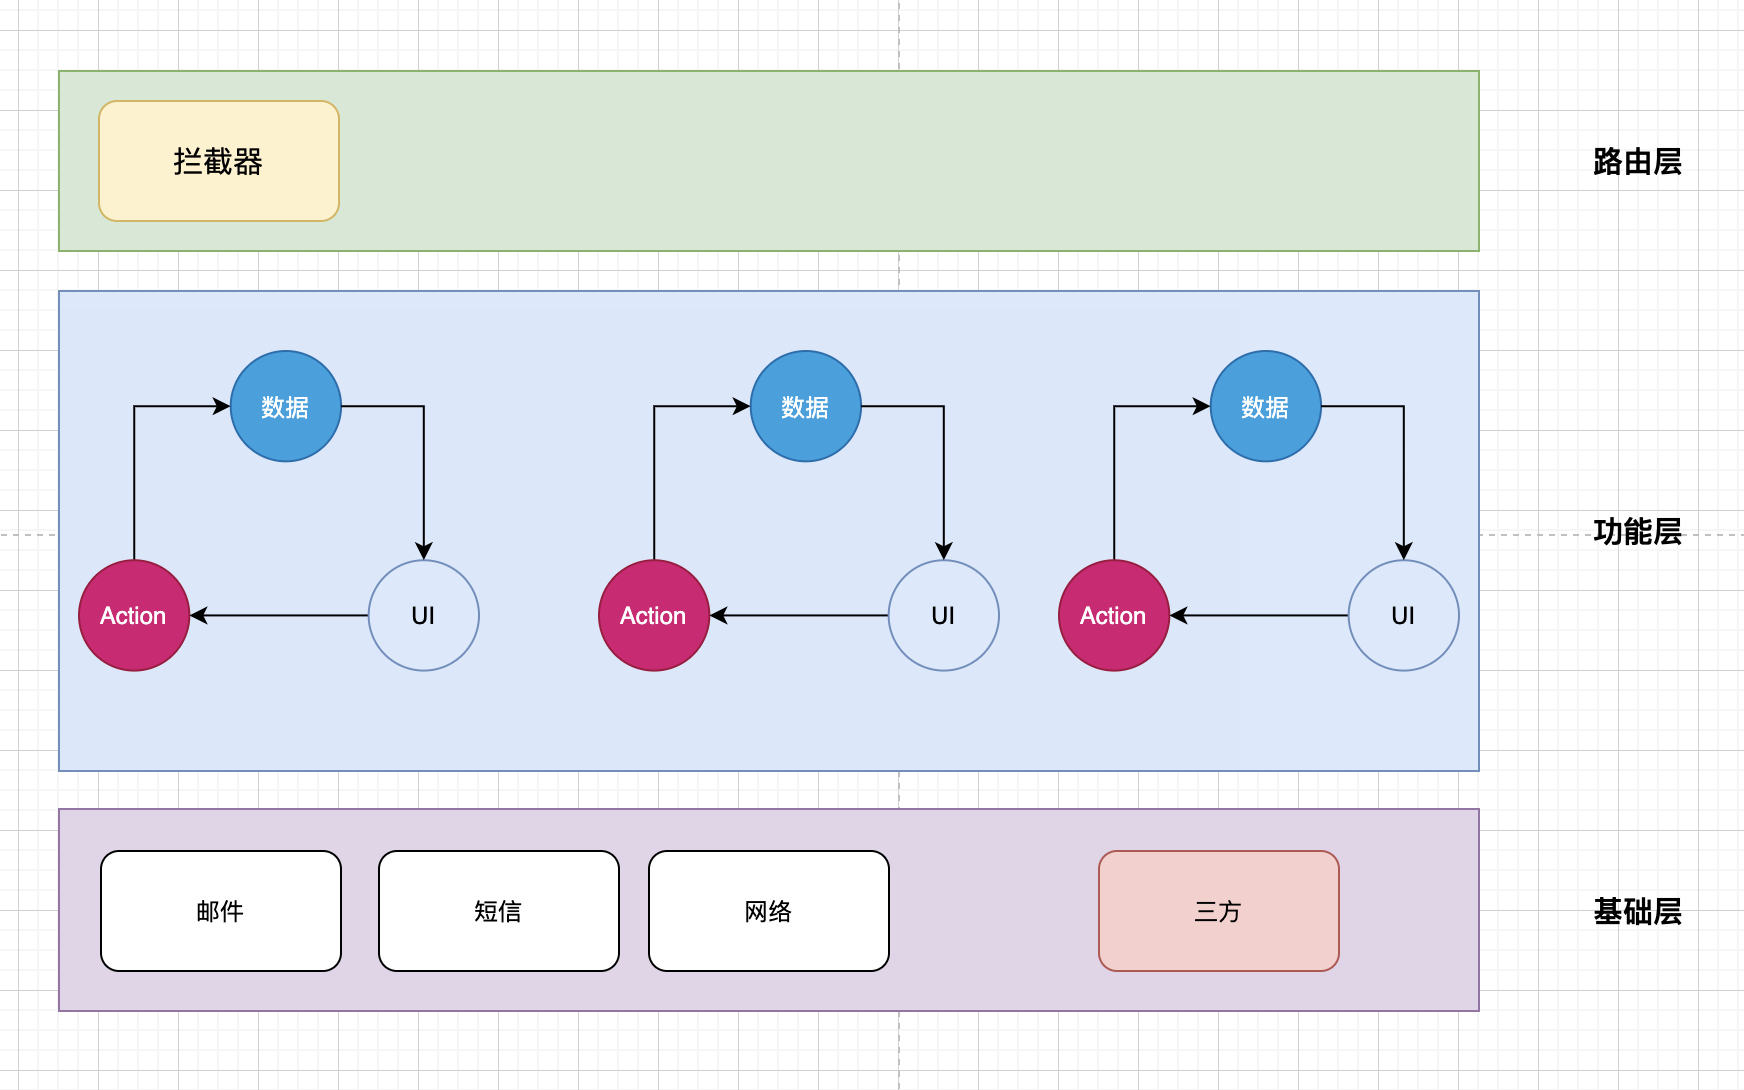 拦截器
路由层
数据
数据
数据
功能层
Action
UI
Action
UI
Action
UI
邮件
短信
网络
三方
基础层